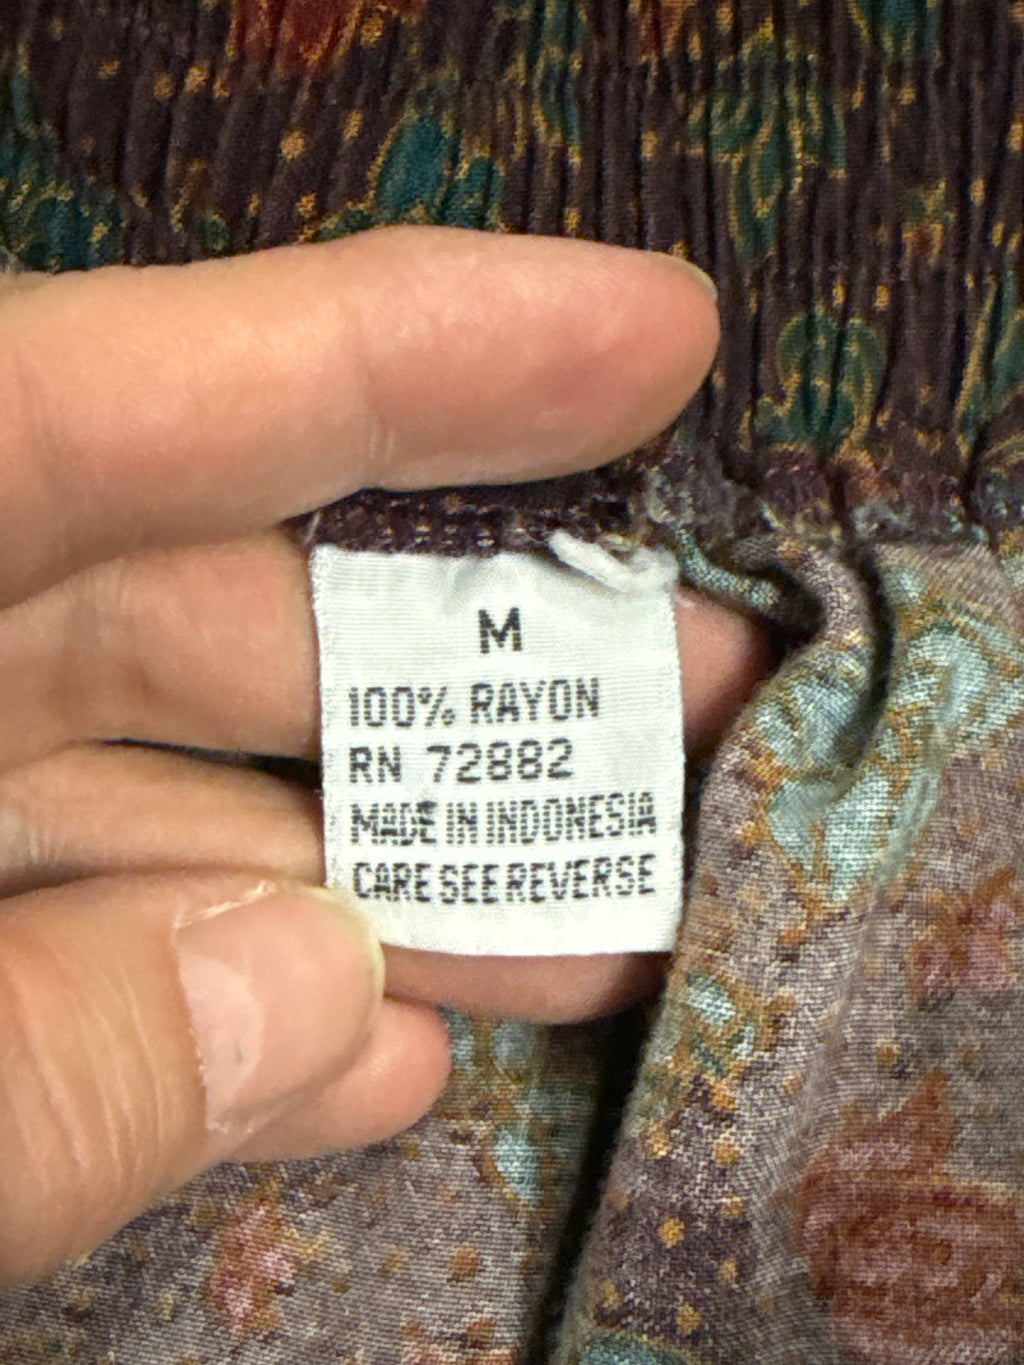 M
100% RAYON
RN 72882
MADE IN INDONESIA
CARE SEE REVERSE